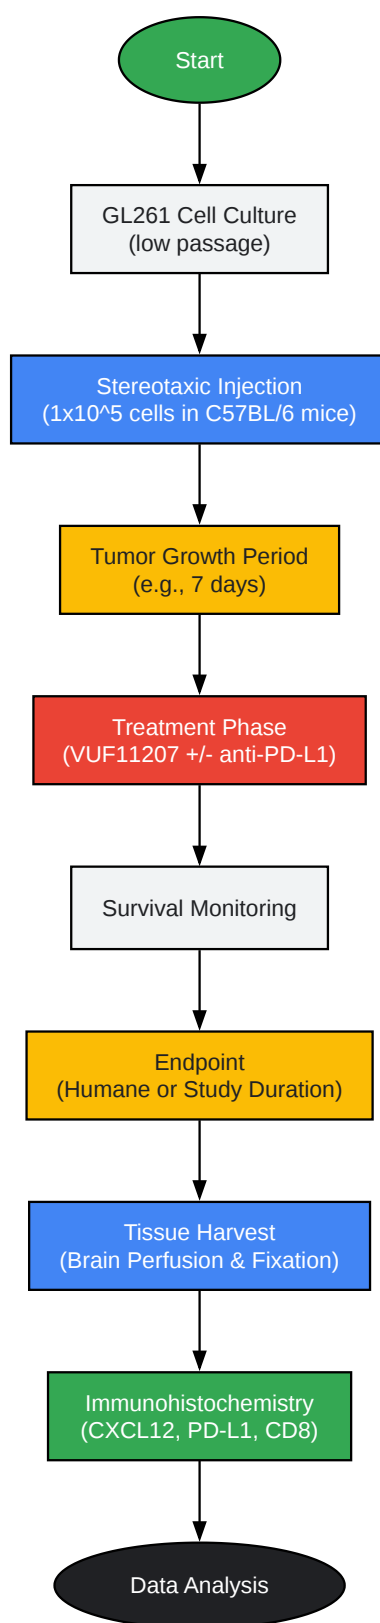 Start
GL261 Cell Culture
(low passage)
Stereotaxic Injection
(1x10^5 cells in C57BL/6 mice)
Tumor Growth Period
(e.g., 7 days)
Treatment Phase
(VUF11207 +/- anti-PD-L1)
Survival Monitoring
Endpoint
(Humane or Study Duration)
Tissue Harvest
(Brain Perfusion & Fixation)
Immunohistochemistry
(CXCL12, PD-L1, CD8)
Data Analysis